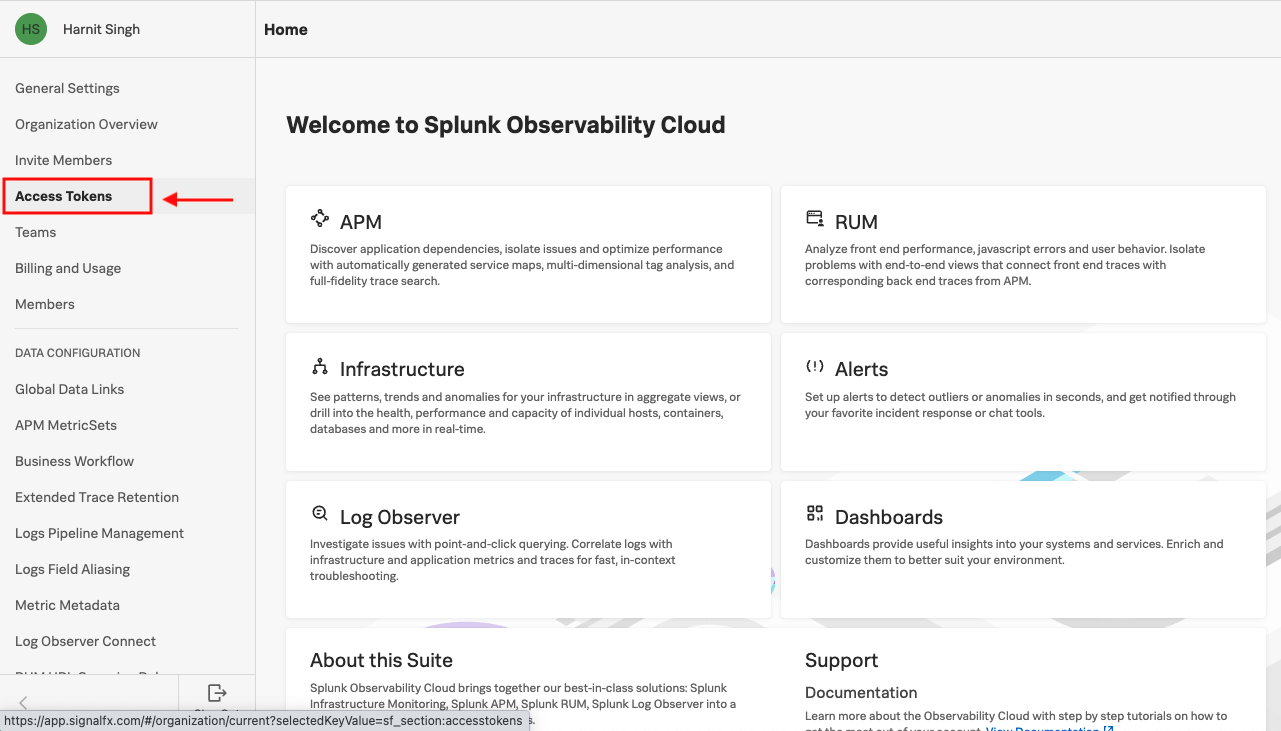 HS
Harnit Singh
Home
General Settings
Organization Overview
Invite Members
Access Tokens
Teams
Billing and Usage
Members
DATA CONFIGURATION
Global Data Links
APM MetricSets
Business Workflow
Extended Trace Retention
Logs Pipeline Management
Logs Field Aliasing
Metric Metadata
Log Observer Connect
https://app.signalfx.com/#/organization/current?selectedKeyValue=sf_section:accesstokens
Welcome to Splunk Observability Cloud
APM
Discover application dependencies, isolate issues and optimize performance
with automatically generated service maps, multi-dimensional tag analysis, and
full-fidelity trace search.
RUM
Analyze front end performance, javascript errors and user behavior. Isolate
problems with end-to-end views that connect front end traces with
corresponding back end traces from APM.
Infrastructure
See patterns, trends and anomalies for your infrastructure in aggregate views, or
drill into the health, performance and capacity of individual hosts, containers,
databases and more in real-time.
Alerts
Set up alerts to detect outliers or anomalies in seconds, and get notified through
your favorite incident response or chat tools.
Log Observer
Investigate issues with point-and-click querying. Correlate logs with
infrastructure and application metrics and traces for fast, in-context
troubleshooting.
Dashboards
Dashboards provide useful insights into your systems and services. Enrich and
customize them to better suit your environment.
About this Suite
Splunk Observability Cloud brings together our best-in-class solutions: Splunk
Infrastructure Monitoring, Splunk APM, Splunk RUM, Splunk Log Observer into a
Support
Documentation
Learn more about the Observability Cloud with step by step tutorials on how to
get the most out of your account. View Documentation